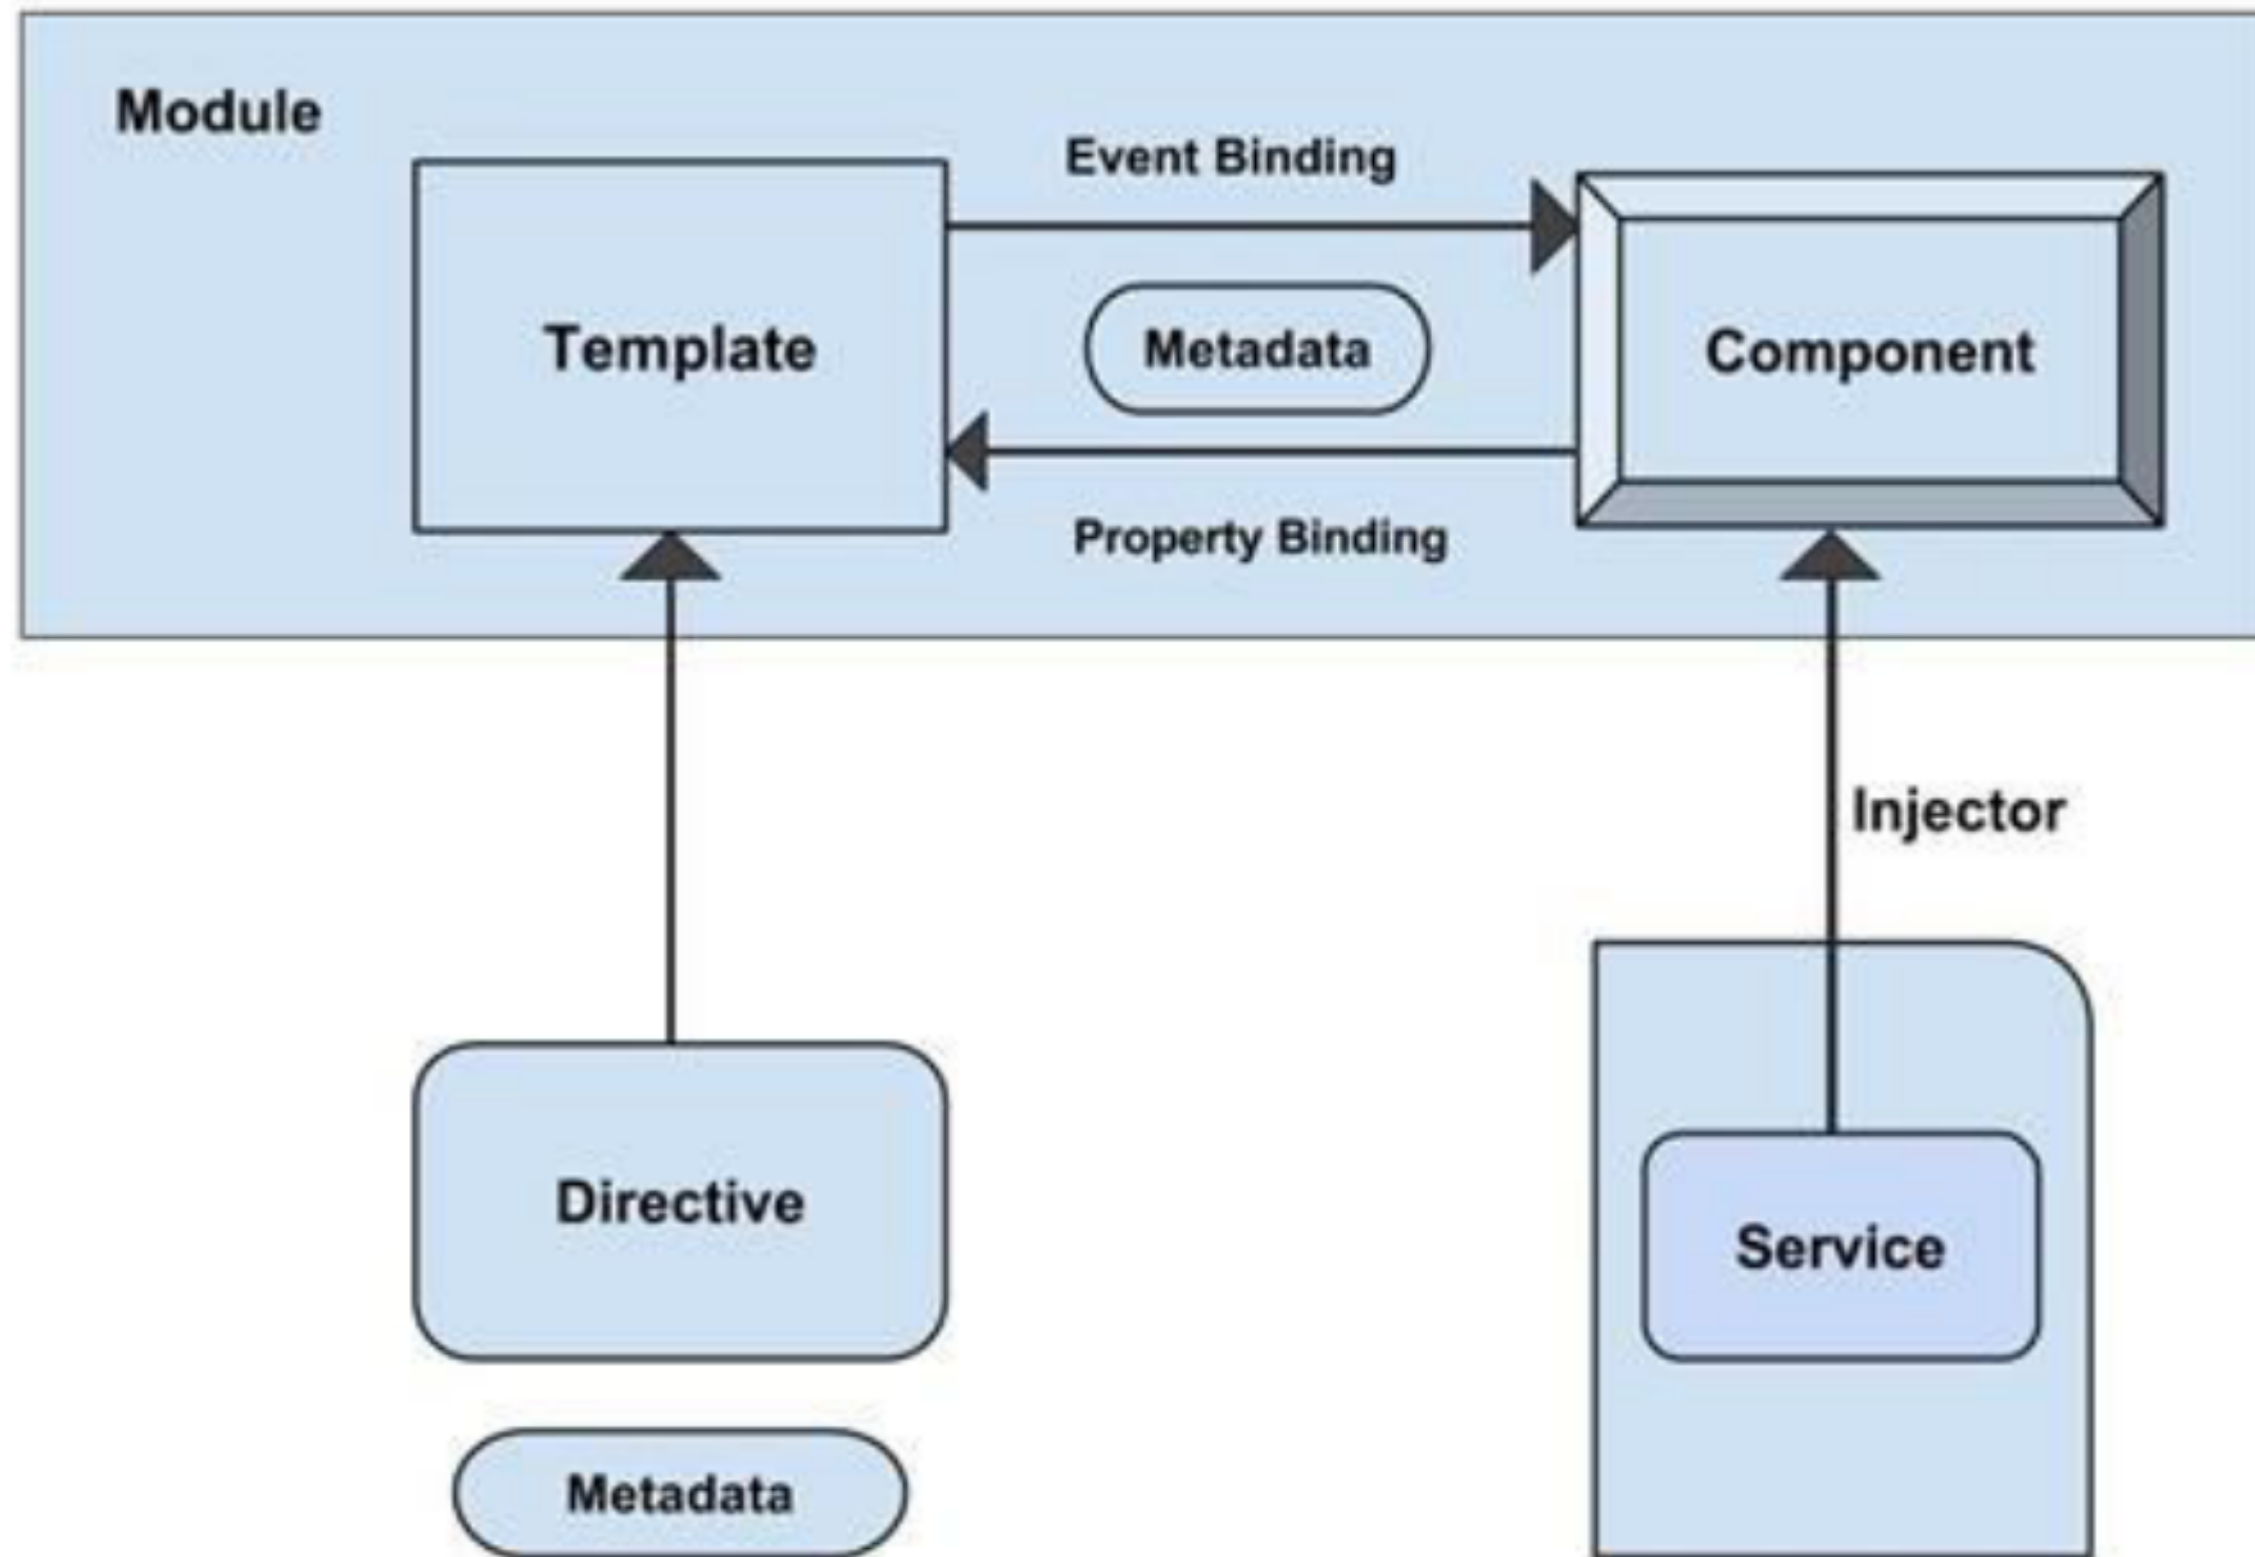 Module
Event Binding
Template
Metadata
Component
Property Binding
Injector
Directive
Service
Metadata